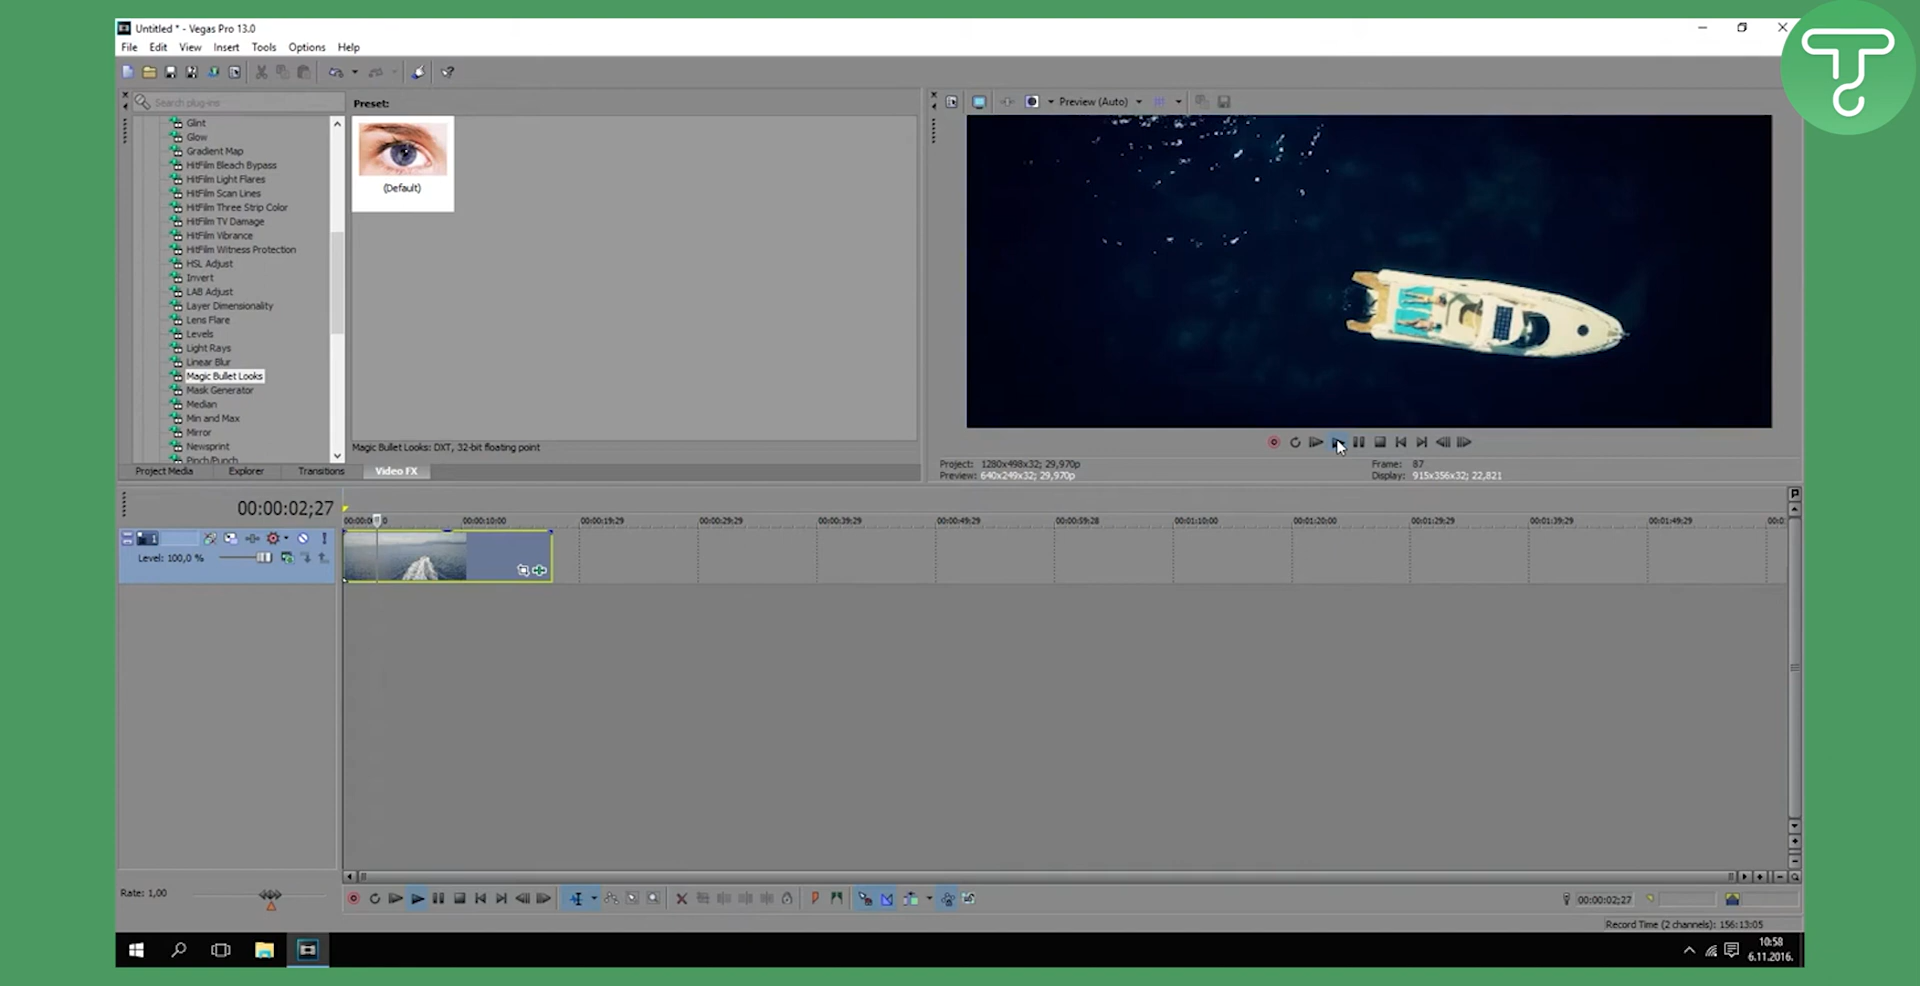 Untitled * - Vegas Pro 13.0
File Edit View Insert Tools Options Help
Search plug-ins
Preset:
Preview (Auto)
Glint
Glow
Gradient Map
HitFilm Bleach Bypass
HitFilm Light Flares
HitFilm Scan Lines
HitFilm Three Strip Color
HitFilm TV Damage
HitFilm Vibrance
HitFilm Witness Protection
HSL Adjust
Invert
LAB Adjust
Layer Dimensionality
Lens Flare
Levels
Light Rays
Linear Blur
Magic Bullet Looks
Mask Generator
Median
Min and Max
Mirror
Newsprint
Pinch/Punch
(Default)
Magic Bullet Looks: DXT, 32-bit floating point
Project Media Explorer Transitions Video FX
Project: 1280x498x32; 29,970p
Preview: 640x249x32; 29,970p
Frame: 87
Display: 915x356x32; 22,821
00:00:02;27
00:00:10:00 00:00:19:29 00:00:29:29 00:00:39:29 00:00:49:29 00:00:59:28 00:01:10:00 00:01:20:00 00:01:29:29 00:01:39:29 00:01:49:29
1
Level: 100,0 %
Rate: 1,00
00:00:02;27
Record Time (2 channels): 156:13:05
10:58
6.11.2016.